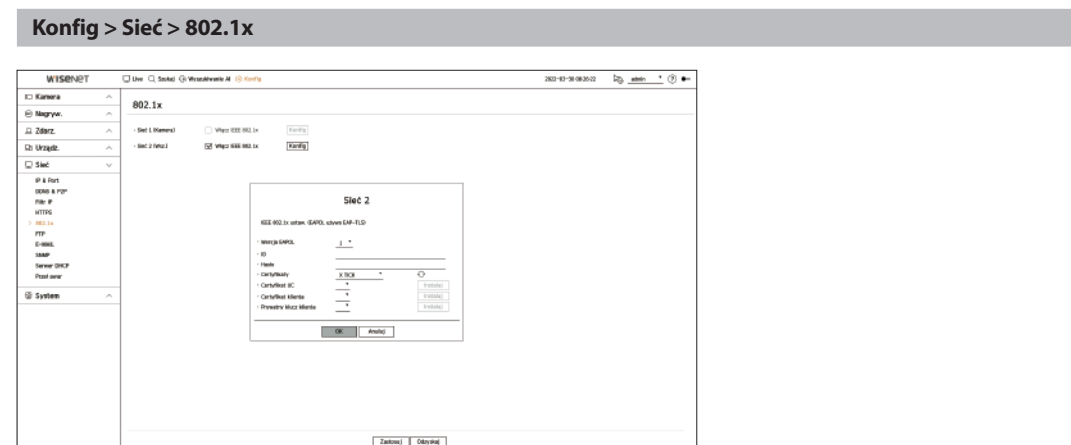 Konfig > Sieć > 802.1x
WISENET Live Szukaj Wyszukiwanie AI Konfig 2022-03-30 08:26:22 admin
Kamera
Nagryw.
Zdarz.
Urządz.
Sieć
IP & Port
DDNS & P2P
Filtr IP
HTTPS
802.1x
FTP
E-MAIL
SNMP
Serwer DHCP
System
802.1x
Sieć 1 (Kamera) Włącz IEEE 802.1x Konfig
Sieć 2 Włącz IEEE 802.1x Konfig
Sieć 2
IEEE 802.1x ustaw. (EAPOL używa EAP-TLS)
Wersja EAPOL 1
ID
Hasło
Certyfikaty
Certyfikat UC Instaluj
Certyfikat klienta Instaluj
Prywatny klucz klienta Instaluj
OK Anuluj
Zastosuj Odzyskaj